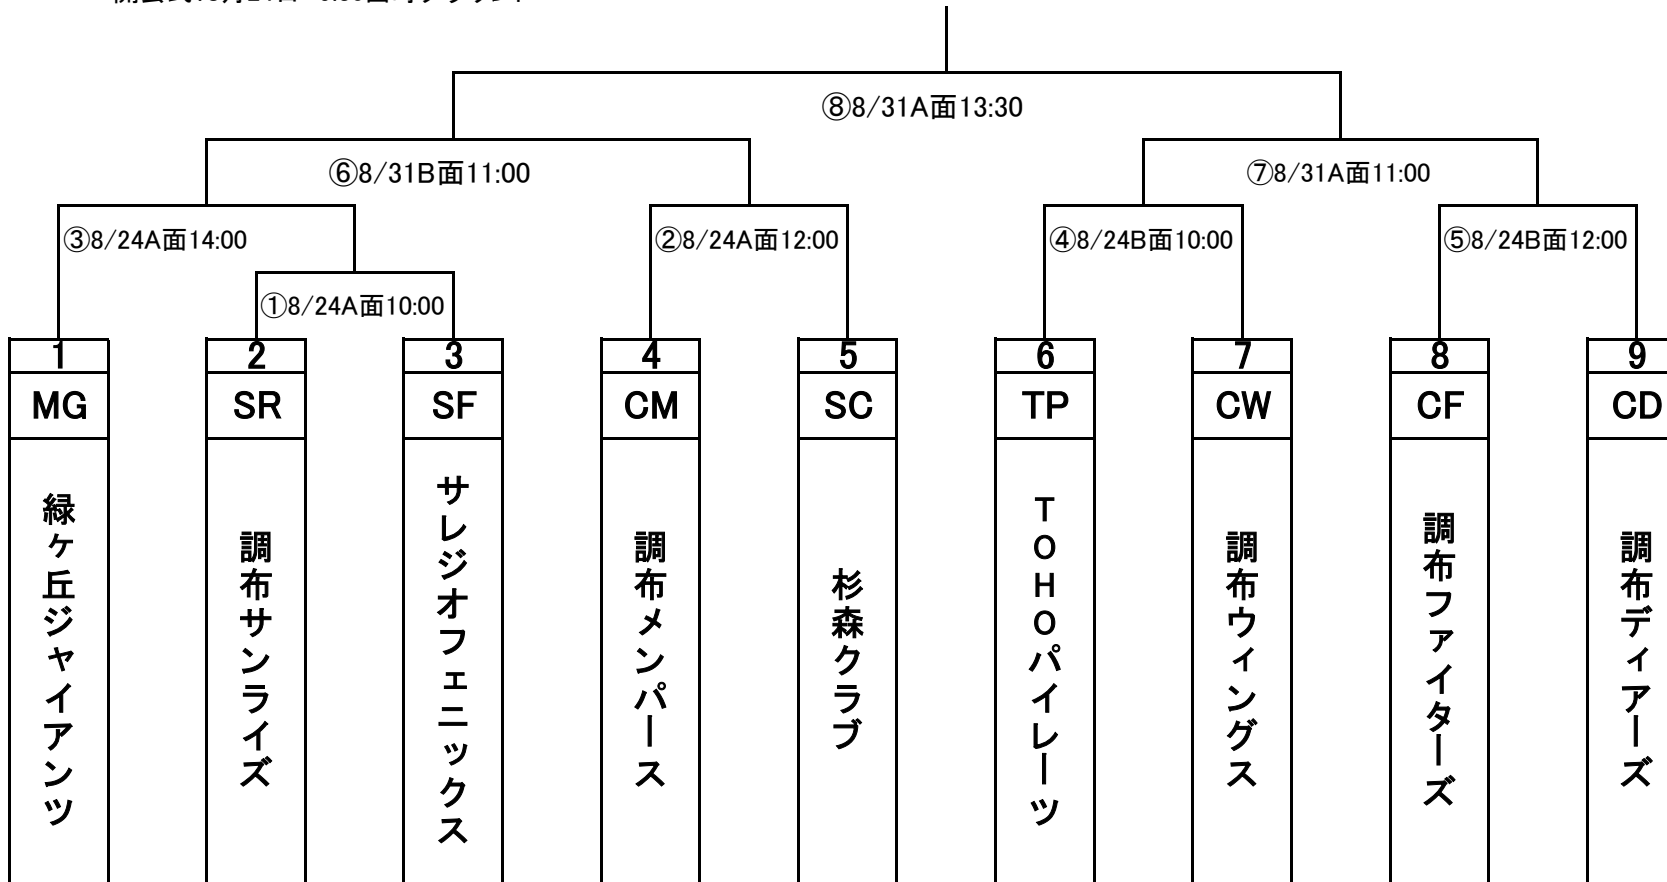 ⑧8/31A面13:30
⑥8/31B面11:00
⑦8/31A面11:00
③8/24A面14:00
②8/24A面12:00
④8/24B面10:00
⑤8/24B面12:00
①8/24A面10:00
1 2 3 4 5 6 7 8 9
MG SR SF CM SC TP CW CF CD
緑ヶ丘ジャイアンツ
調布サンライズ
サレジオフェニックス
調布メンパース
杉森クラブ
TOHOパイレーツ
調布ウィングス
調布ファイターズ
調布ディアーズ